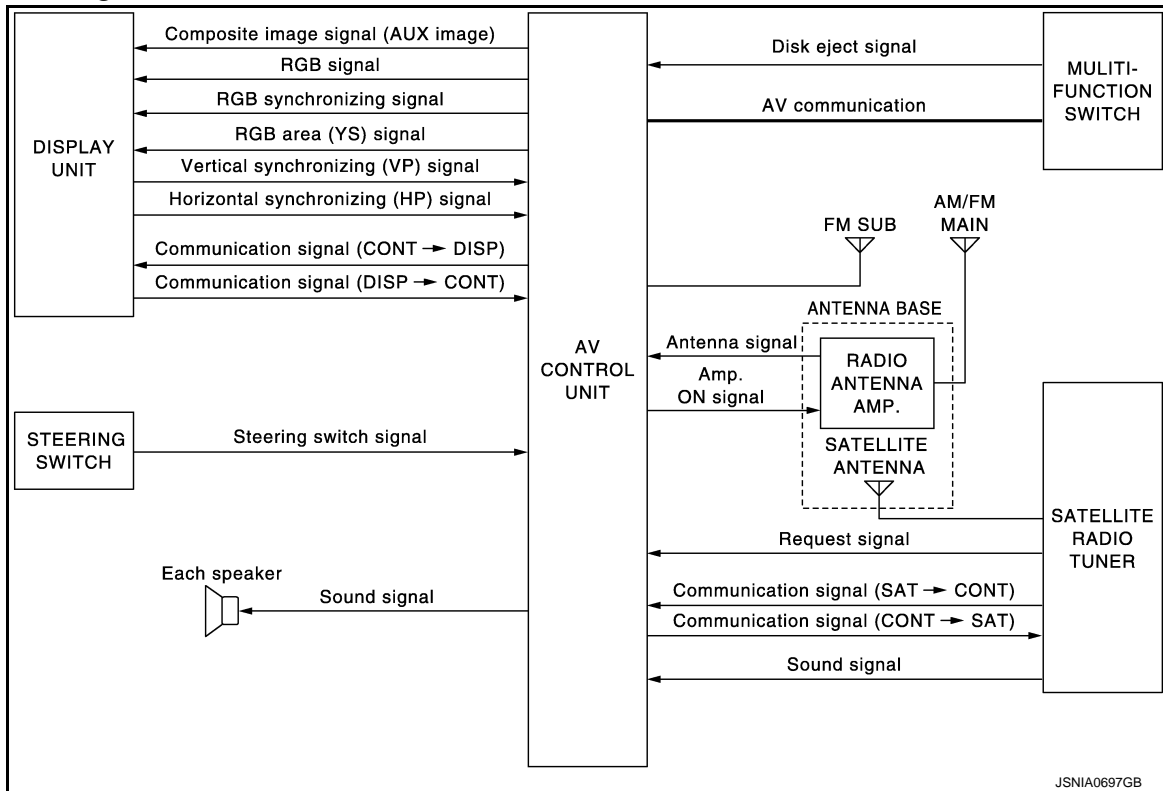 Composite image signal (AUX image)
RGB signal
RGB synchronizing signal
RGB area (YS) signal
Vertical synchronizing (VP) signal
Horizontal synchronizing (HP) signal
Communication signal (CONT → DISP)
Communication signal (DISP → CONT)
DISPLAY
UNIT
STEERING
SWITCH
Steering switch signal
Each speaker
Sound signal
AV
CONTROL
UNIT
Disk eject signal
AV communication
MULITI-
FUNCTION
SWITCH
FM SUB
AM/FM
MAIN
ANTENNA BASE
Antenna signal
Amp.
ON signal
RADIO
ANTENNA
AMP.
SATELLITE
ANTENNA
Request signal
Communication signal (SAT → CONT)
Communication signal (CONT → SAT)
Sound signal
SATELLITE
RADIO
TUNER
JSNIA0697GB